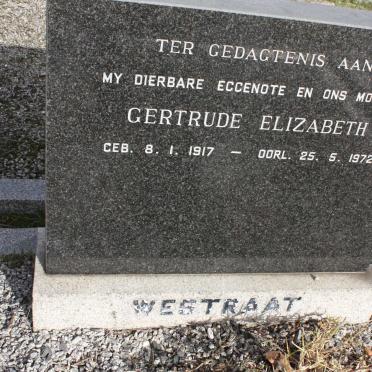 TER GEDAGTENIS AAN
MY DIERBARE EGGENOTE EN ONS MO
GERTRUDE ELIZABETH
GEB. 8. 1. 1917 — OORL. 25. 5. 1972
WESTRAAT